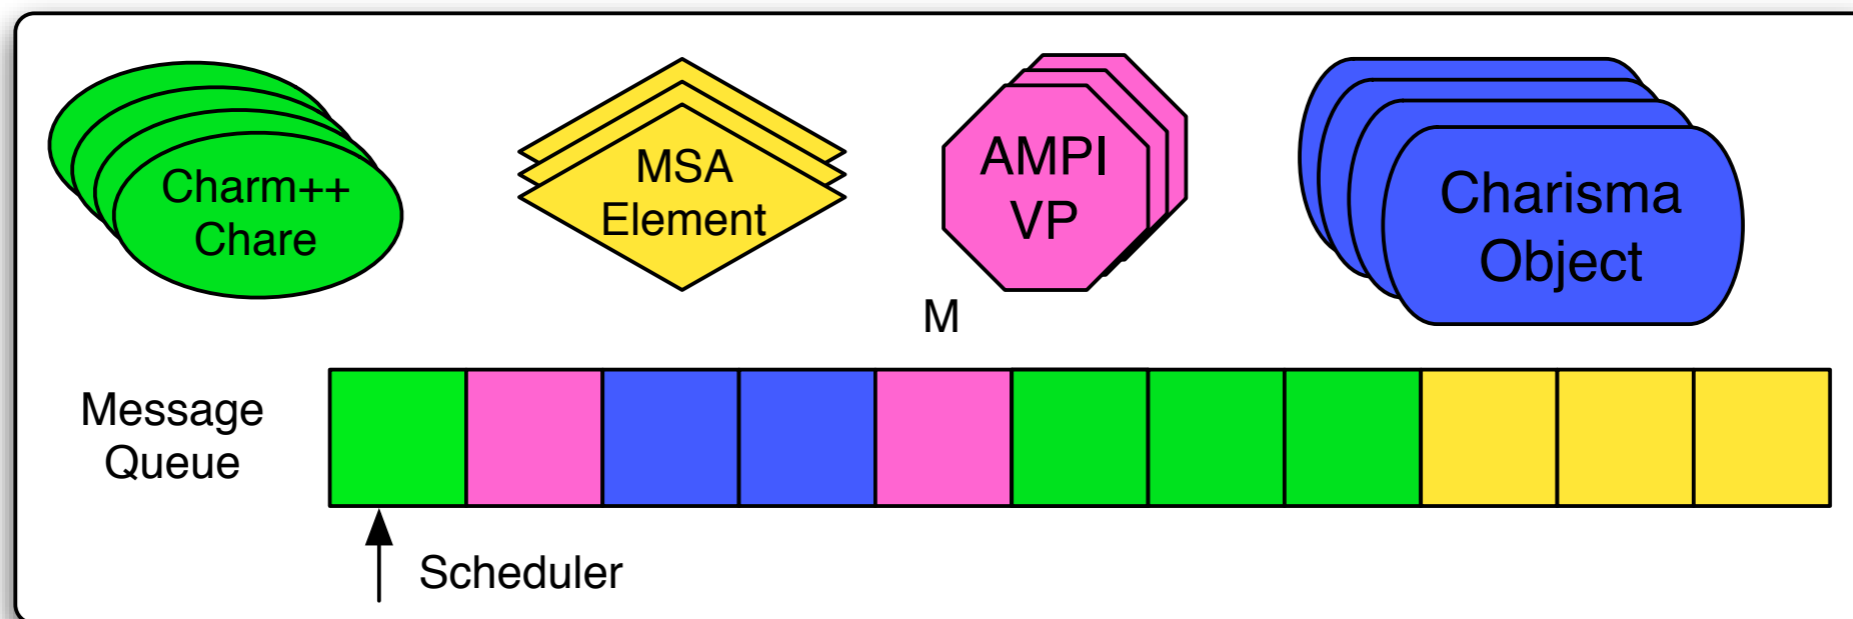 Charm++
Chare
MSA
Element
AMPI
VP
Charisma
Object
M
Message
Queue
Scheduler